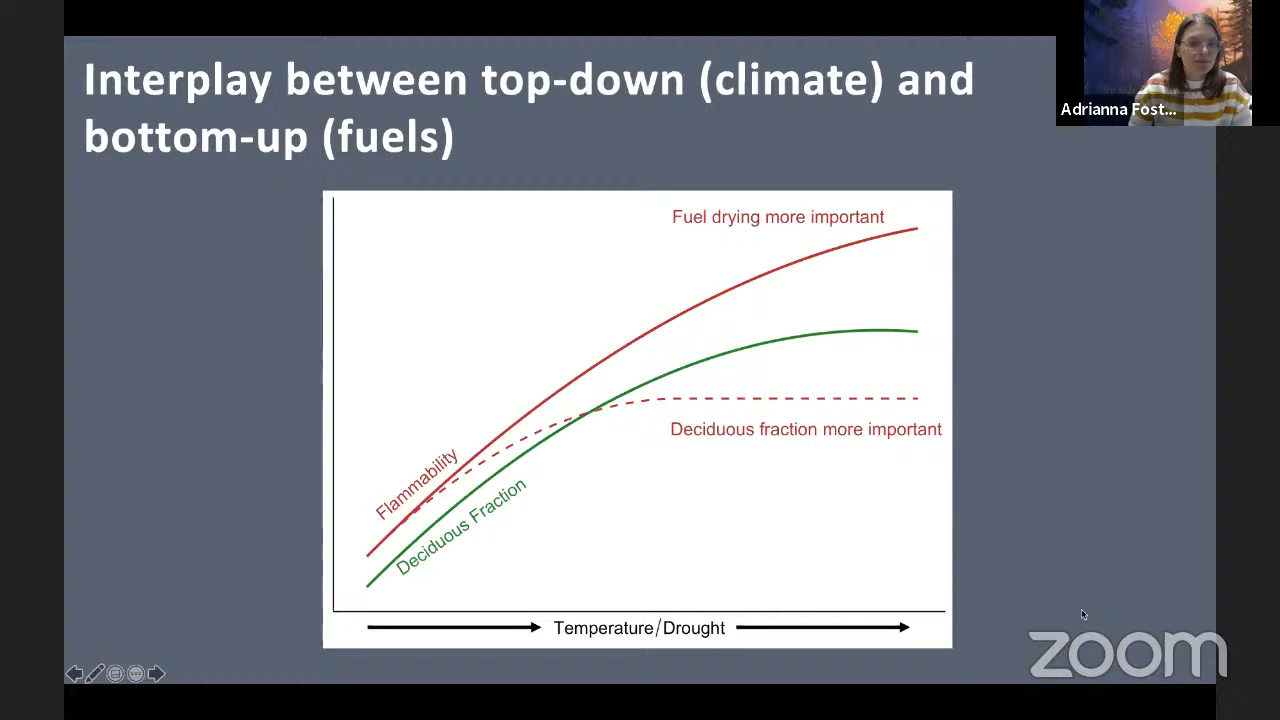 Interplay between top-down (climate) and
bottom-up (fuels)
Adrianna Fost...
Fuel drying more important
Deciduous fraction more important
Flammability
Deciduous Fraction
Temperature/Drought
zoom